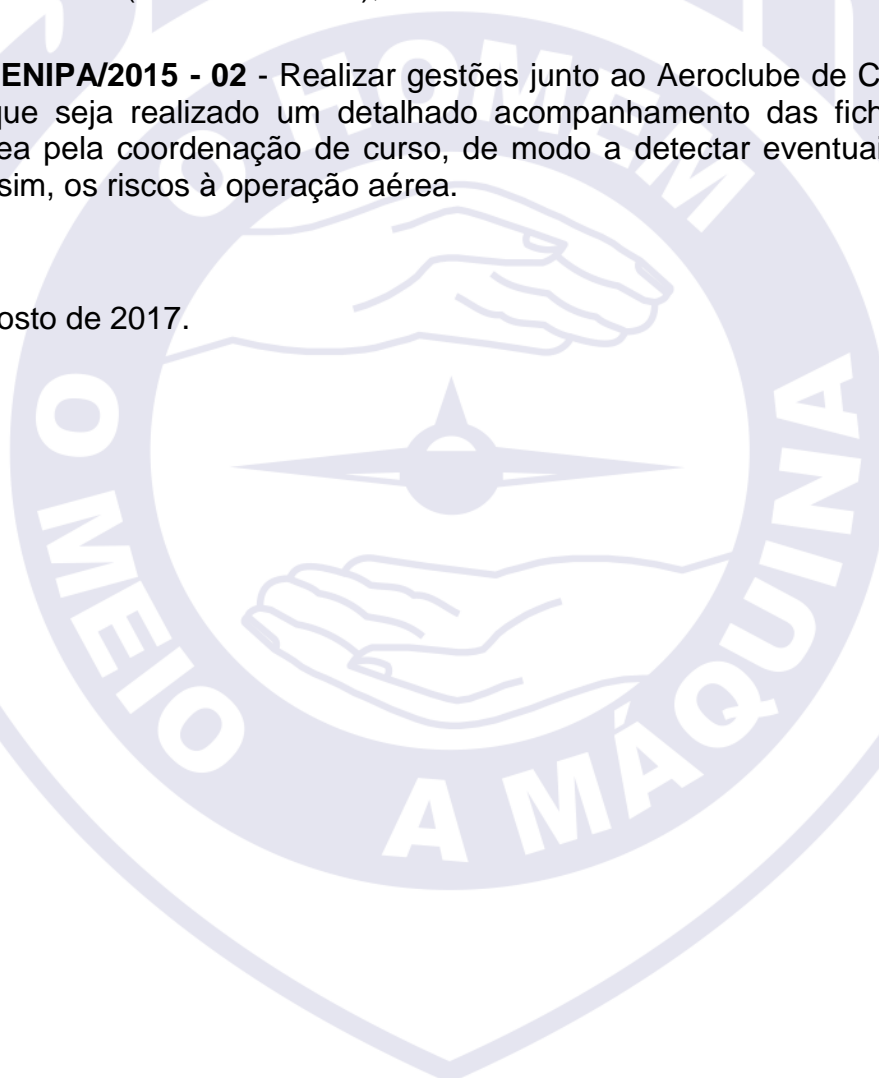 ENIPA/2015 - 02 - Realizar gestões junto ao Aeroclube de C
que seja realizado um detalhado acompanhamento das fich
ea pela coordenação de curso, de modo a detectar eventuai
sim, os riscos à operação aérea.
osto de 2017.
O HOMEM
O MEIO
A MÁQUINA